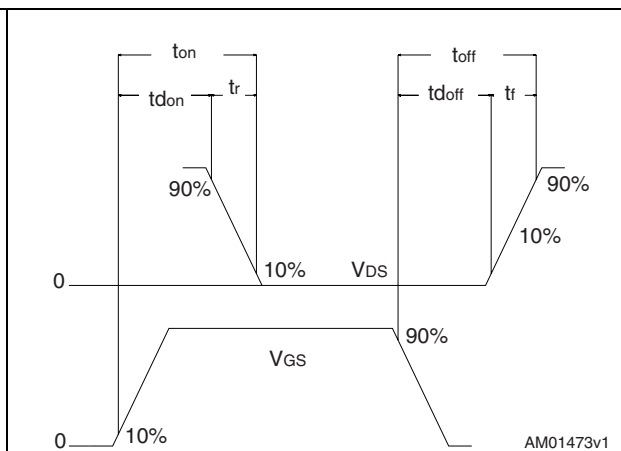 ton toff
tdon tr tdoff tf
90% 90%
10%
0 10% VDS
VGS 90%
0 10%
AM01473v1